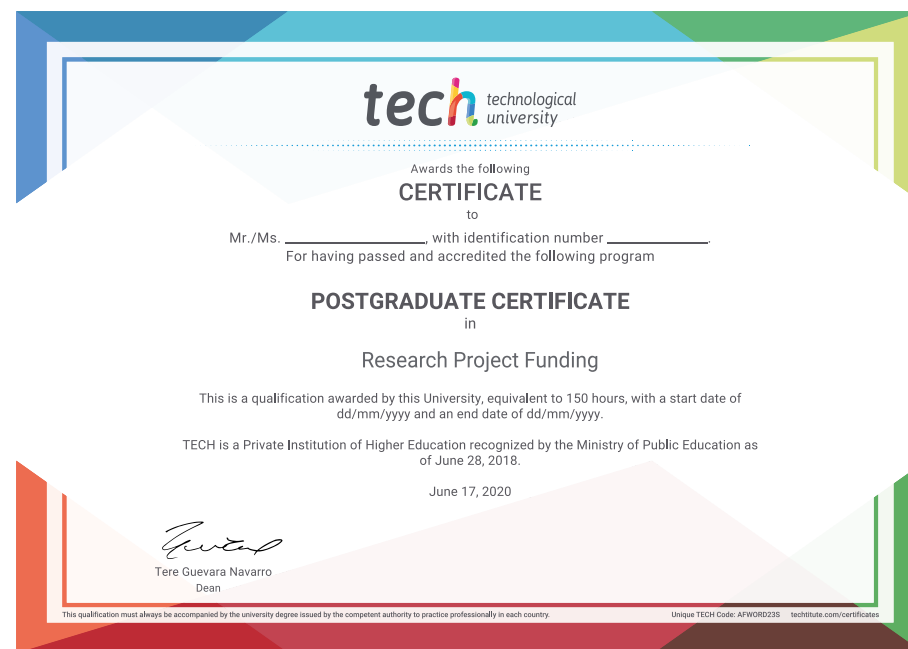 tech technological
university
Awards the following
CERTIFICATE
to
Mr./Ms. ____________________, with identification number ______________.
For having passed and accredited the following program
POSTGRADUATE CERTIFICATE
in
Research Project Funding
This is a qualification awarded by this University, equivalent to 150 hours, with a start date of
dd/mm/yyyy and an end date of dd/mm/yyyy.
TECH is a Private Institution of Higher Education recognized by the Ministry of Public Education as
of June 28, 2018.
June 17, 2020
Tere Guevara Navarro
Dean
This qualification must always be accompanied by the university degree issued by the competent authority to practice professionally in each country. Unique TECH Code: AFWORD23S techtitute.com/certificates